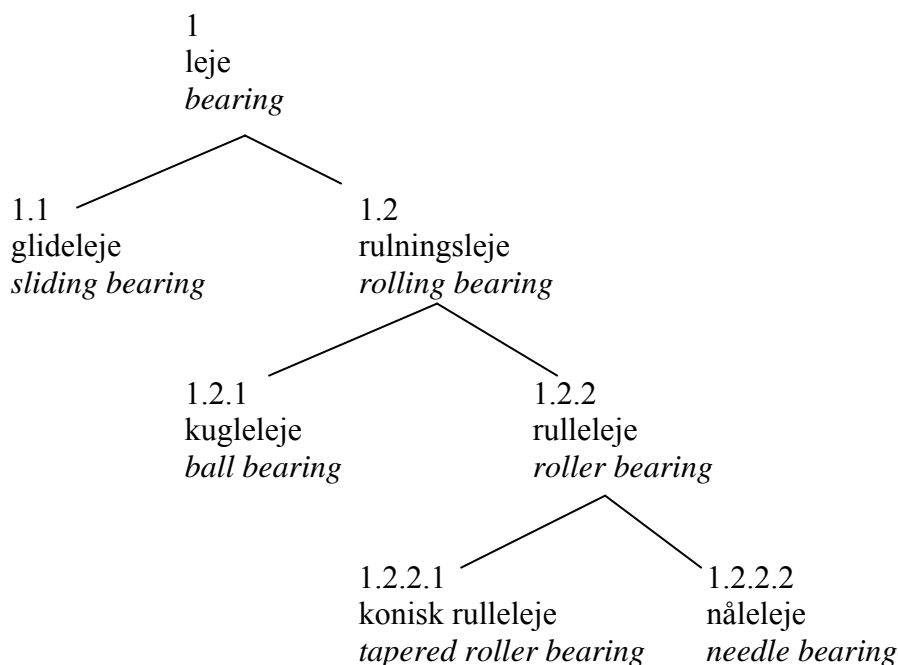 1
leje
bearing
1.1
glideleje
sliding bearing
1.2
rulningsleje
rolling bearing
1.2.1
kugleleje
ball bearing
1.2.2
rulleleje
roller bearing
1.2.2.1
konisk rulleleje
tapered roller bearing
1.2.2.2
nåleleje
needle bearing